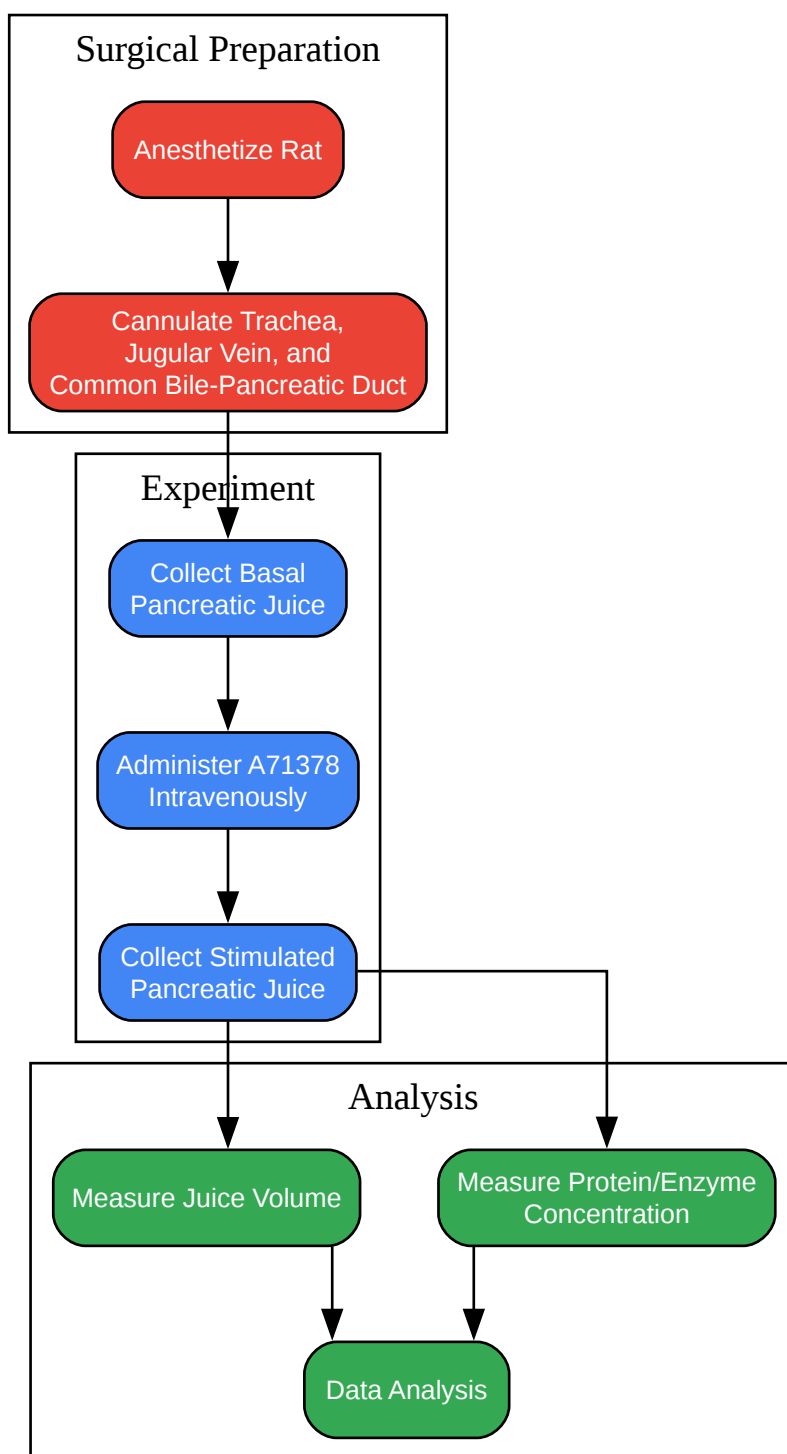 Surgical Preparation
Anesthetize Rat
Cannulate Trachea,
Jugular Vein, and
Common Bile-Pancreatic Duct
Experiment
Collect Basal
Pancreatic Juice
Administer A71378
Intravenously
Collect Stimulated
Pancreatic Juice
Analysis
Measure Juice Volume
Measure Protein/Enzyme
Concentration
Data Analysis